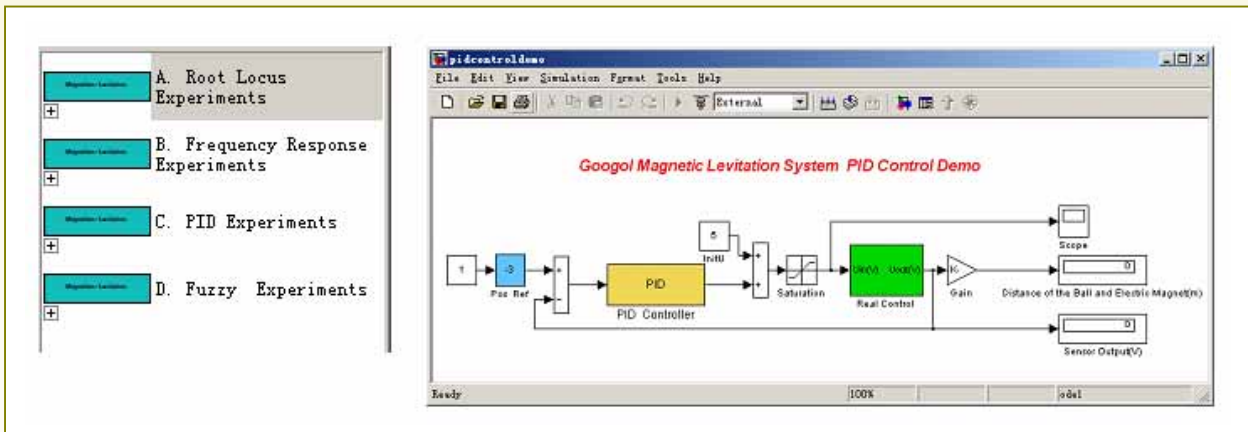 A. Root Locus
Experiments
B. Frequency Response
Experiments
C. PID Experiments
D. Fuzzy Experiments
pidcontroldemo
File Edit View Simulation Format Tools Help
External
Googol Magnetic Levitation System PID Control Demo
1
-3
Pos Ref
PID
PID Controller
5
InitU
Saturation
Uin(V) Uout(V)
Real Control
K-
Gain
Scope
0
Distance of the Ball and Electric Magnet(m)
0
Sensor Output(V)
Ready
100%
ode1